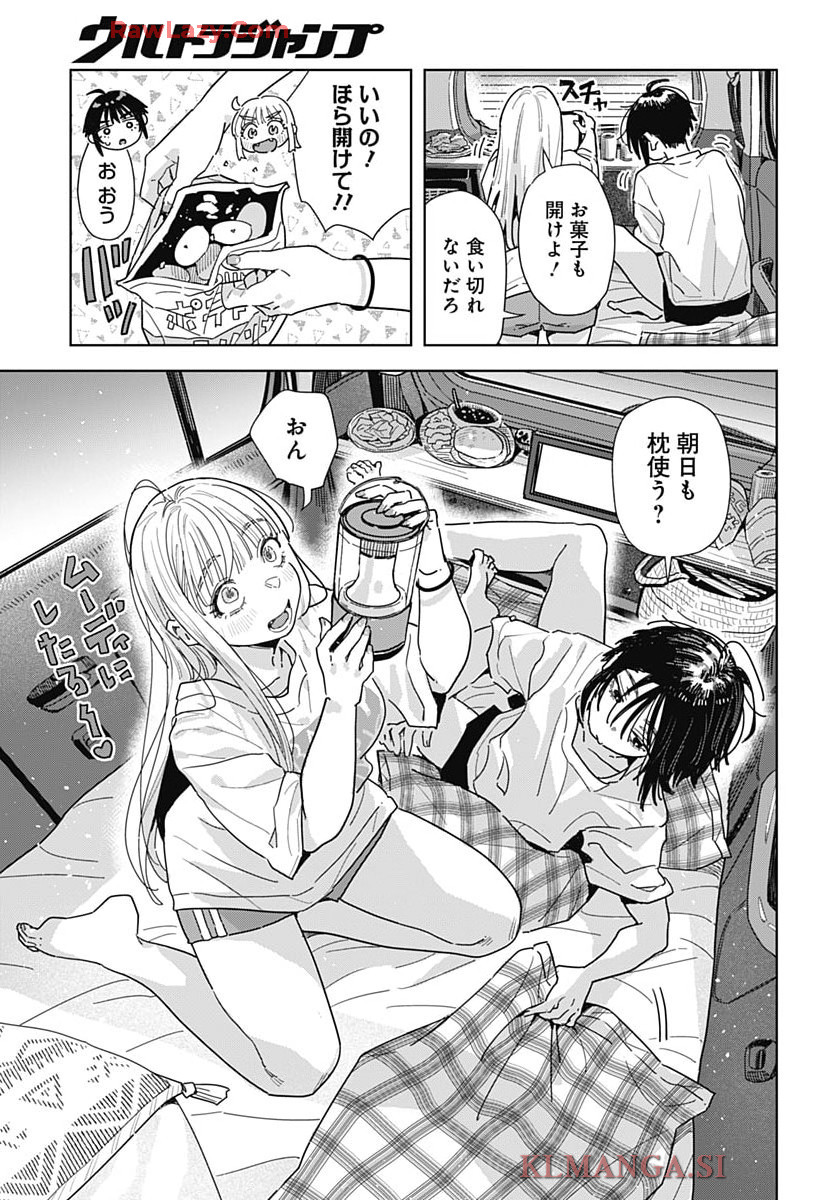 RawLazy.Com
ウルトラジャンプ
スチャ
お菓子も
開けよ！
食い切れ
ないだろ
いいの！
ほら開けて！！
お
おう
ポテト
朝日も
枕使う？
おん
ムーディに
したろ〜♡
KLMANGA.SI